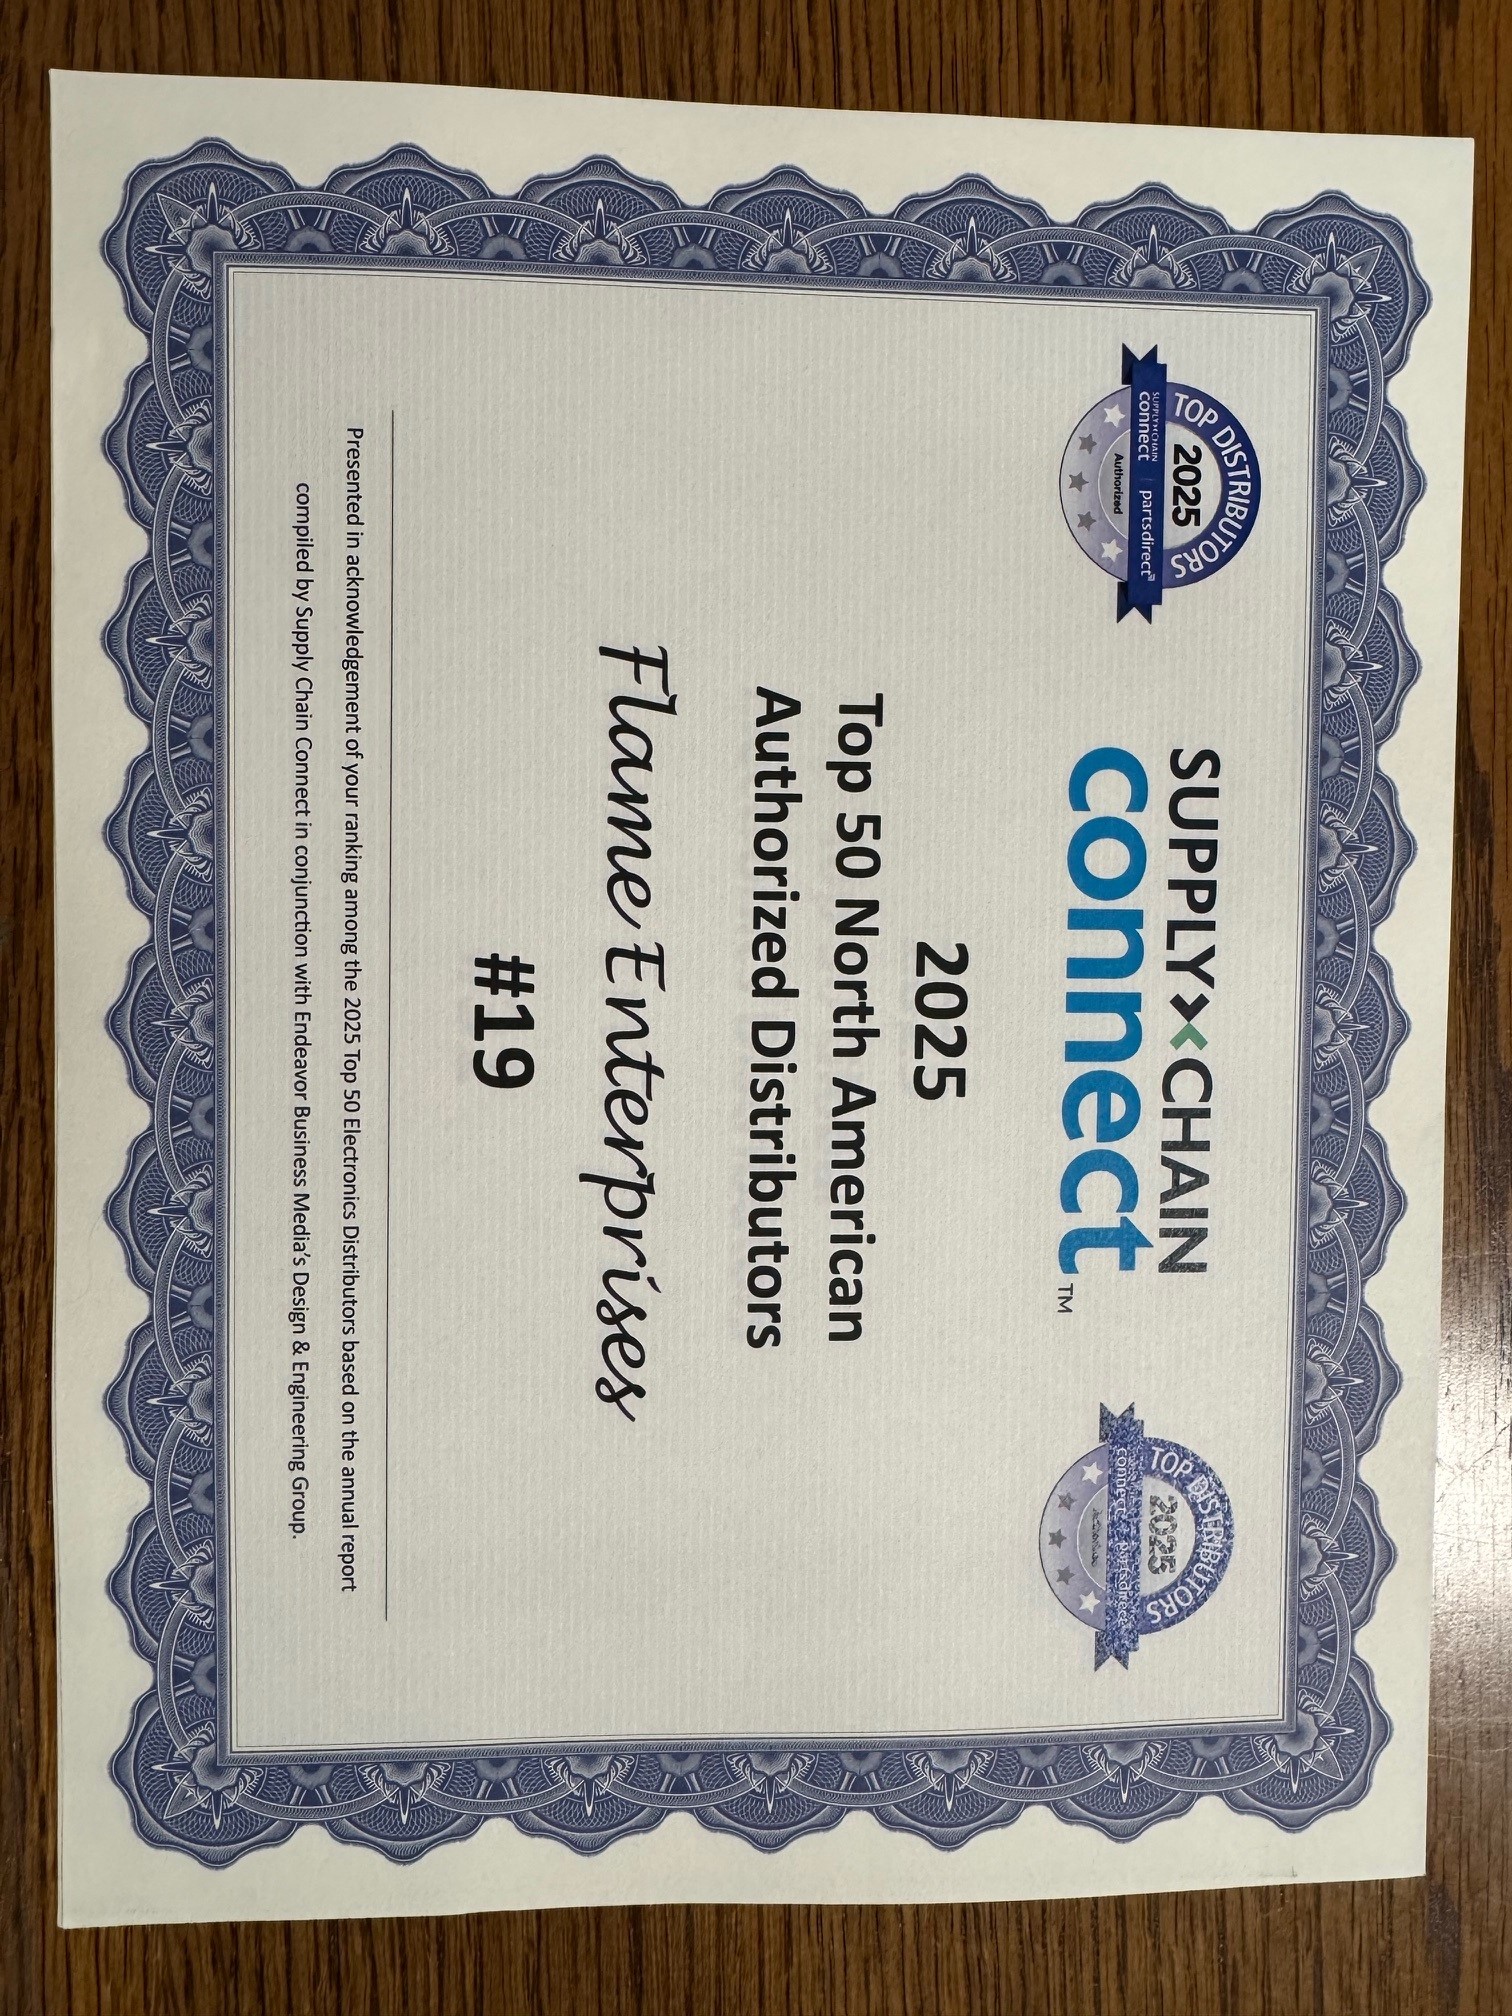 TOP DISTRIBUTORS
2025
SUPPLY CHAIN connect | partsdirect
Authorized
SUPPLY CHAIN
connect™
TOP DISTRIBUTORS
2025
connect partsdirect
2025
Top 50 North American
Authorized Distributors
Flame Enterprises
#19
Presented in acknowledgement of your ranking among the 2025 Top 50 Electronics Distributors based on the annual report
compiled by Supply Chain Connect in conjunction with Endeavor Business Media's Design & Engineering Group.